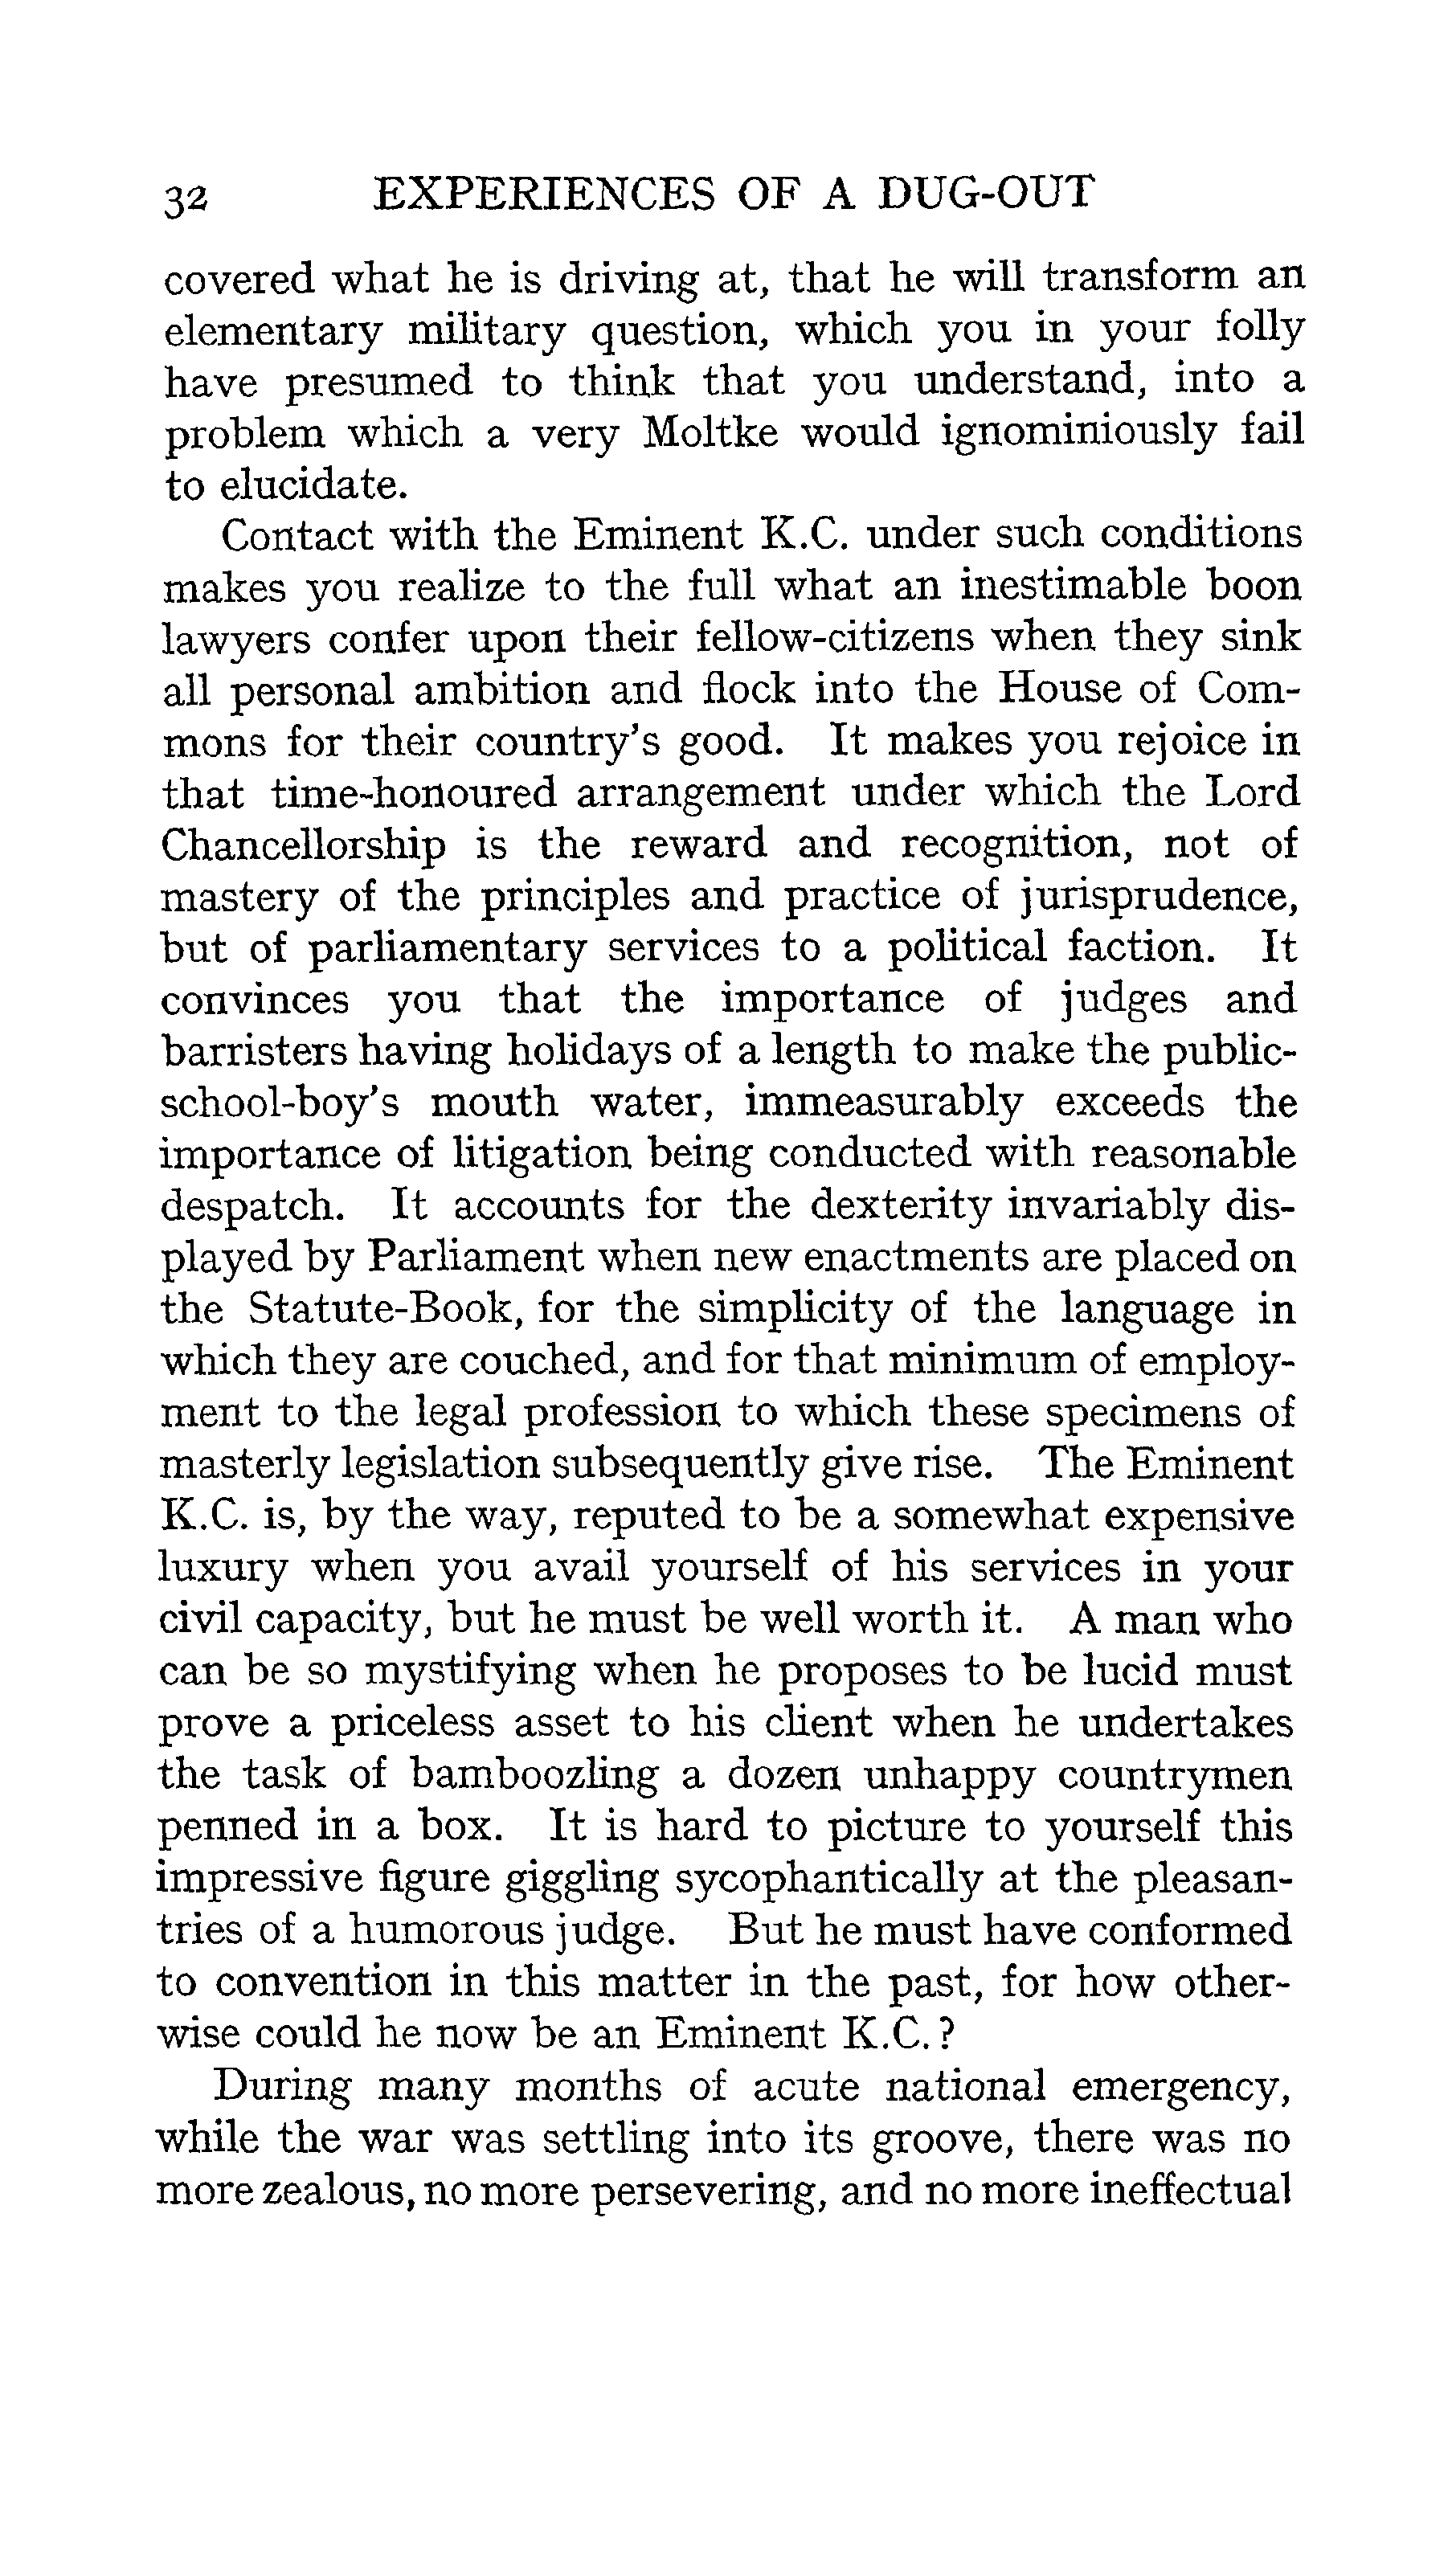 32 EXPERIENCES OF A DUG-OUT
covered what he is driving at, that he will transform an
elementary military question, which you in your folly
have presumed to think that you understand, into a
problem which a very Moltke would ignominiously fail
to elucidate.
Contact with the Eminent K.C. under such conditions
makes you realize to the full what an inestimable boon
lawyers confer upon their fellow-citizens when they sink
all personal ambition and flock into the House of Com-
mons for their country's good. It makes you rejoice in
that time-honoured arrangement under which the Lord
Chancellorship is the reward and recognition, not of
mastery of the principles and practice of jurisprudence,
but of parliamentary services to a political faction. It
convinces you that the importance of judges and
barristers having holidays of a length to make the public-
school-boy's mouth water, immeasurably exceeds the
importance of litigation being conducted with reasonable
despatch. It accounts for the dexterity invariably dis-
played by Parliament when new enactments are placed on
the Statute-Book, for the simplicity of the language in
which they are couched, and for that minimum of employ-
ment to the legal profession to which these specimens of
masterly legislation subsequently give rise. The Eminent
K.C. is, by the way, reputed to be a somewhat expensive
luxury when you avail yourself of his services in your
civil capacity, but he must be well worth it. A man who
can be so mystifying when he proposes to be lucid must
prove a priceless asset to his client when he undertakes
the task of bamboozling a dozen unhappy countrymen
penned in a box. It is hard to picture to yourself this
impressive figure giggling sycophantically at the pleasan-
tries of a humorous judge. But he must have conformed
to convention in this matter in the past, for how other-
wise could he now be an Eminent K.C.?
During many months of acute national emergency,
while the war was settling into its groove, there was no
more zealous, no more persevering, and no more ineffectual